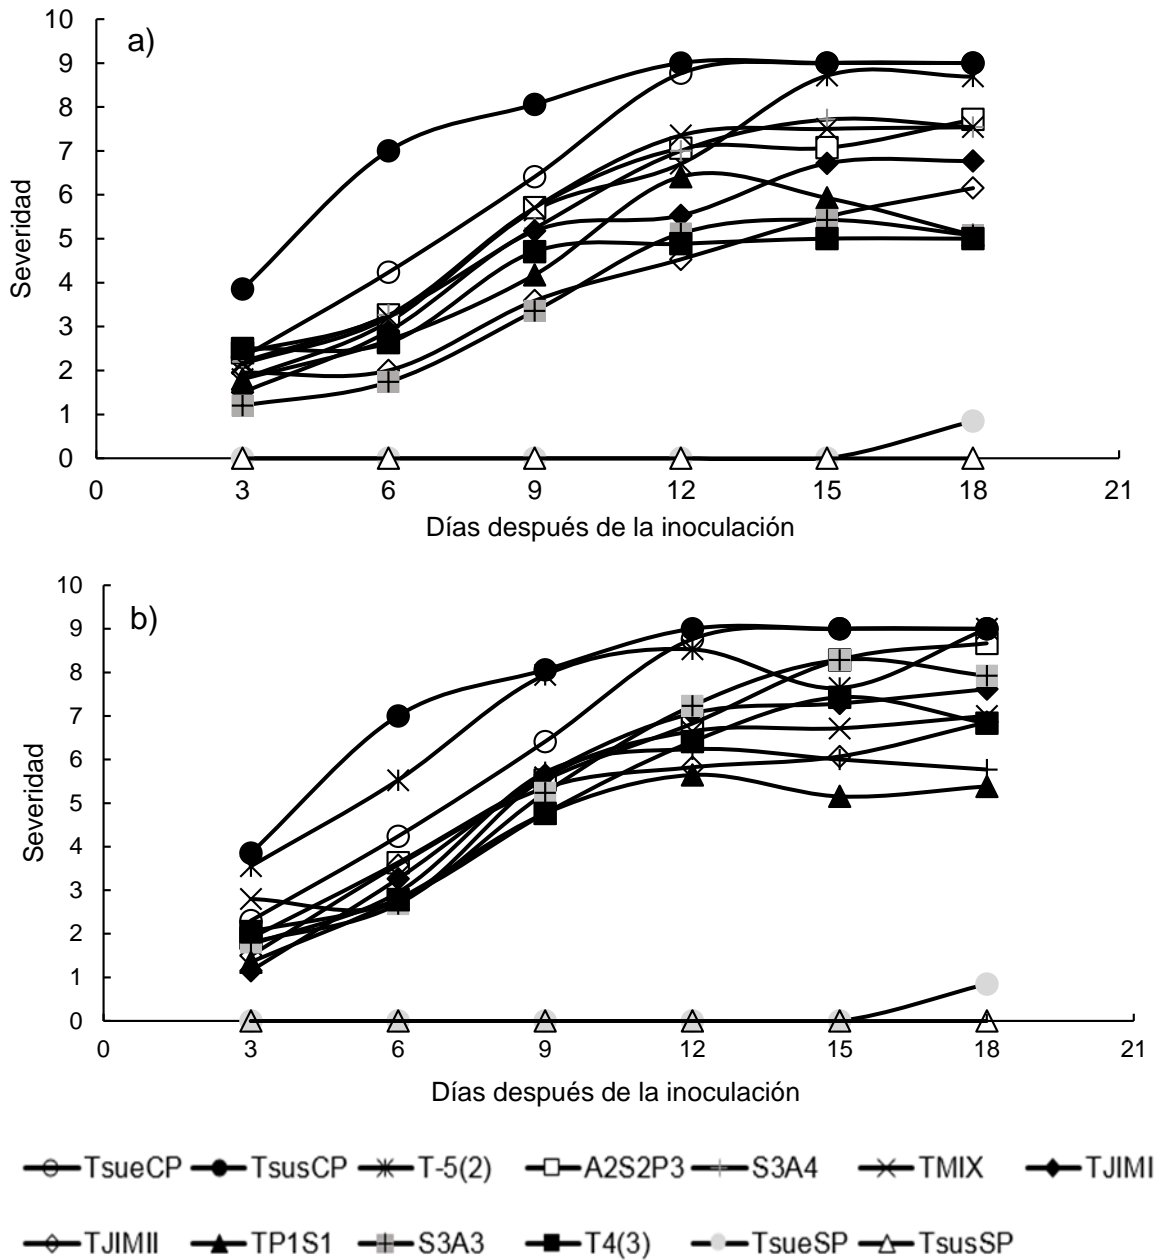 a)
10
9
8
7
6
5
4
3
2
1
0
Severidad
0 3 6 9 12 15 18 21
Días después de la inoculación
b)
10
9
8
7
6
5
4
3
2
1
0
Severidad
0 3 6 9 12 15 18 21
Días después de la inoculación
TsueCP TsusCP T-5(2) A2S2P3 S3A4 TMIX TJIMI
TJIMII TP1S1 S3A3 T4(3) TsueSP TsusSP